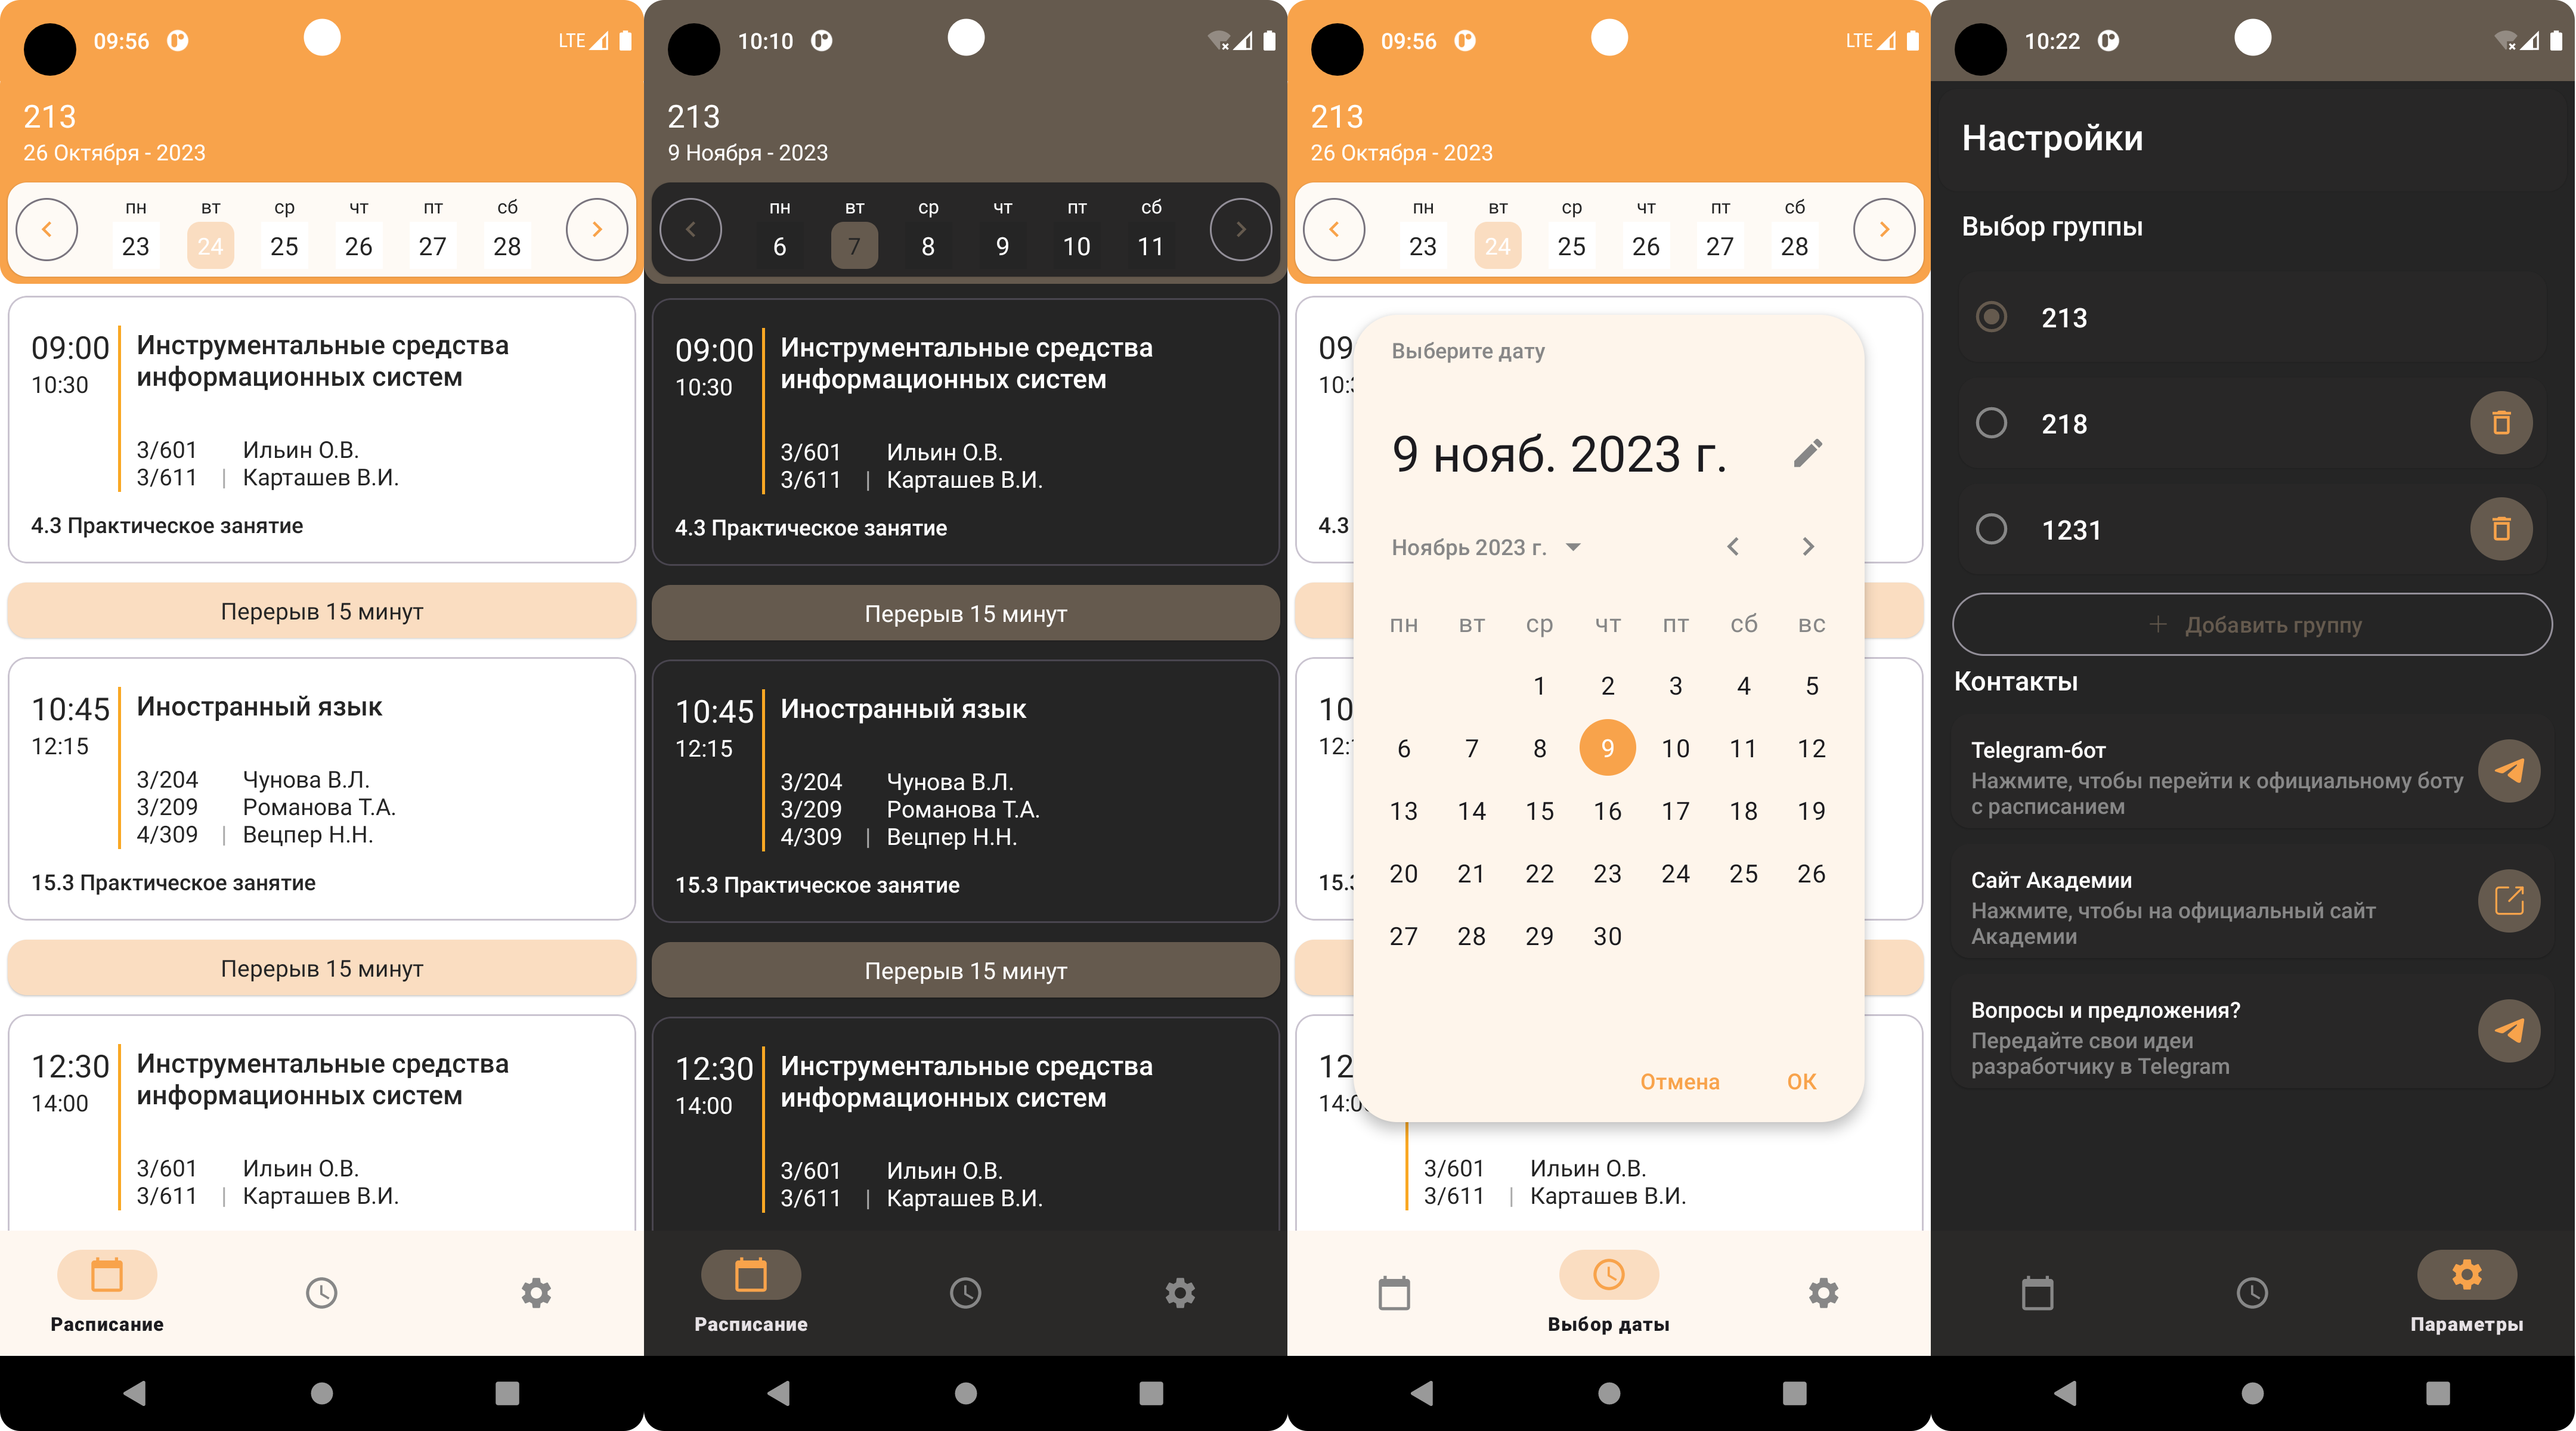 09:56
LTE
213
26 Октября - 2023
пн вт ср чт пт сб
23 24 25 26 27 28
09:00
10:30
Инструментальные средства
информационных систем
3/601 Ильин О.В.
3/611 | Карташев В.И.
4.3 Практическое занятие
Перерыв 15 минут
10:45
12:15
Иностранный язык
3/204 Чунова В.Л.
3/209 Романова Т.А.
4/309 | Вецпер Н.Н.
15.3 Практическое занятие
Перерыв 15 минут
12:30
14:00
Инструментальные средства
информационных систем
3/601 Ильин О.В.
3/611 | Карташев В.И.
Расписание
10:10
213
9 Ноября - 2023
пн вт ср чт пт сб
6 7 8 9 10 11
09:00
10:30
Инструментальные средства
информационных систем
3/601 Ильин О.В.
3/611 | Карташев В.И.
4.3 Практическое занятие
Перерыв 15 минут
10:45
12:15
Иностранный язык
3/204 Чунова В.Л.
3/209 Романова Т.А.
4/309 | Вецпер Н.Н.
15.3 Практическое занятие
Перерыв 15 минут
12:30
14:00
Инструментальные средства
информационных систем
3/601 Ильин О.В.
3/611 | Карташев В.И.
Расписание
09:56
LTE
213
26 Октября - 2023
пн вт ср чт пт сб
23 24 25 26 27 28
09
10:3
4.3
10
12:
15.3
12
14:0
Выберите дату
9 нояб. 2023 г.
Ноябрь 2023 г.
пн вт ср чт пт сб вс
1 2 3 4 5
6 7 8 9 10 11 12
13 14 15 16 17 18 19
20 21 22 23 24 25 26
27 28 29 30
Отмена ОК
3/601 Ильин О.В.
3/611 | Карташев В.И.
Выбор даты
10:22
Настройки
Выбор группы
213
218
1231
+ Добавить группу
Контакты
Telegram-бот
Нажмите, чтобы перейти к официальному боту
с расписанием
Сайт Академии
Нажмите, чтобы на официальный сайт
Академии
Вопросы и предложения?
Передайте свои идеи
разработчику в Telegram
Параметры